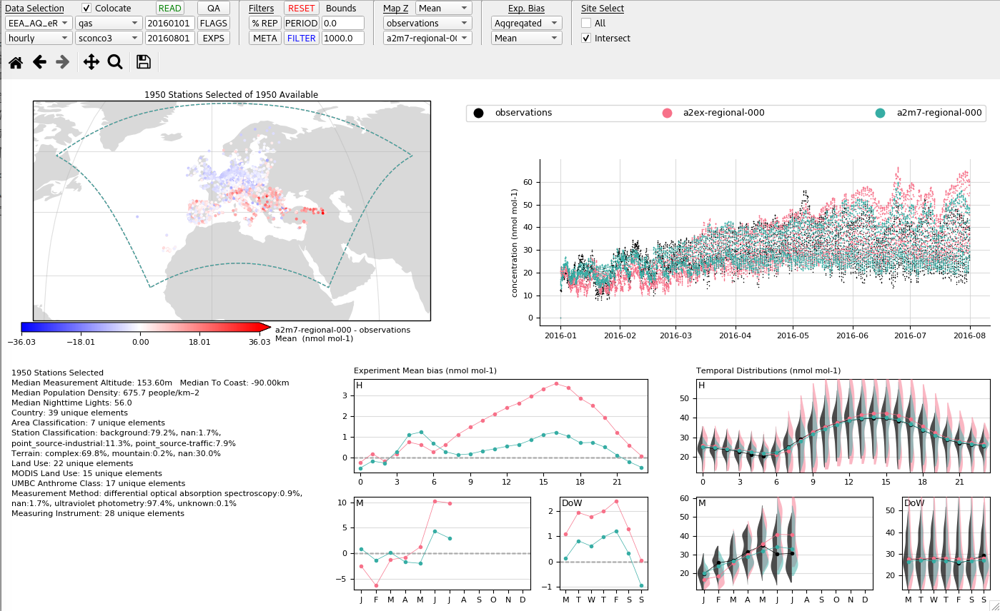 Data Selection Colocate READ QA Filters RESET Bounds Map Z Mean Exp. Bias Site Select
EEA_AQ_eR gas 20160101 FLAGS % REP PERIOD 0.0 observations Aggregated All
hourly sconco3 20160801 EXPS META FILTER 1000.0 a2m7-regional-0( Mean Intersect
1950 Stations Selected of 1950 Available
−36.03 −18.01 0.00 18.01 36.03
a2m7-regional-000 - observations
Mean (nmol mol-1)
observations a2ex-regional-000 a2m7-regional-000
concentration (nmol mol-1)
60
50
40
30
20
10
0
2016-01 2016-02 2016-03 2016-04 2016-05 2016-06 2016-07 2016-08
1950 Stations Selected
Median Measurement Altitude: 153.60m Median To Coast: -90.00km
Median Population Density: 675.7 people/km–2
Median Nighttime Lights: 56.0
Country: 39 unique elements
Area Classification: 7 unique elements
Station Classification: background:79.2%, nan:1.7%,
point_source-industrial:11.3%, point_source-traffic:7.9%
Terrain: complex:69.8%, mountain:0.2%, nan:30.0%
Land Use: 22 unique elements
MODIS Land Use: 15 unique elements
UMBC Anthrome Class: 17 unique elements
Measurement Method: differential optical absorption spectroscopy:0.9%,
nan:1.7%, ultraviolet photometry:97.4%, unknown:0.1%
Measuring Instrument: 28 unique elements
Experiment Mean bias (nmol mol-1)
H
3
2
1
0
0 3 6 9 12 15 18 21
M
10
5
0
−5
J F M A M J J A S O N D
DoW
2
1
0
−1
M T W T F S S
Temporal Distributions (nmol mol-1)
H
50
40
30
20
0 3 6 9 12 15 18 21
M
60
50
40
30
20
J F M A M J J A S O N D
DoW
50
40
30
20
M T W T F S S